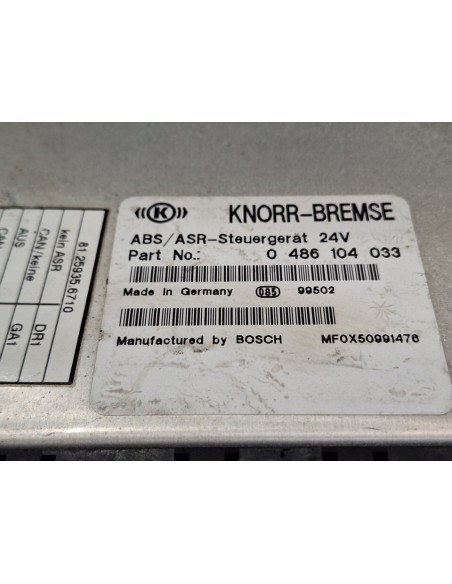 ((K)) KNORR-BREMSE
ABS/ASR-Steuergerät 24V
Part No.: 0 486 104 033
Made in Germany 085 99502
Manufactured by BOSCH MF0X50991476
81.25935.6710
kein ASR DR1
CAN/keine GA1
AUS